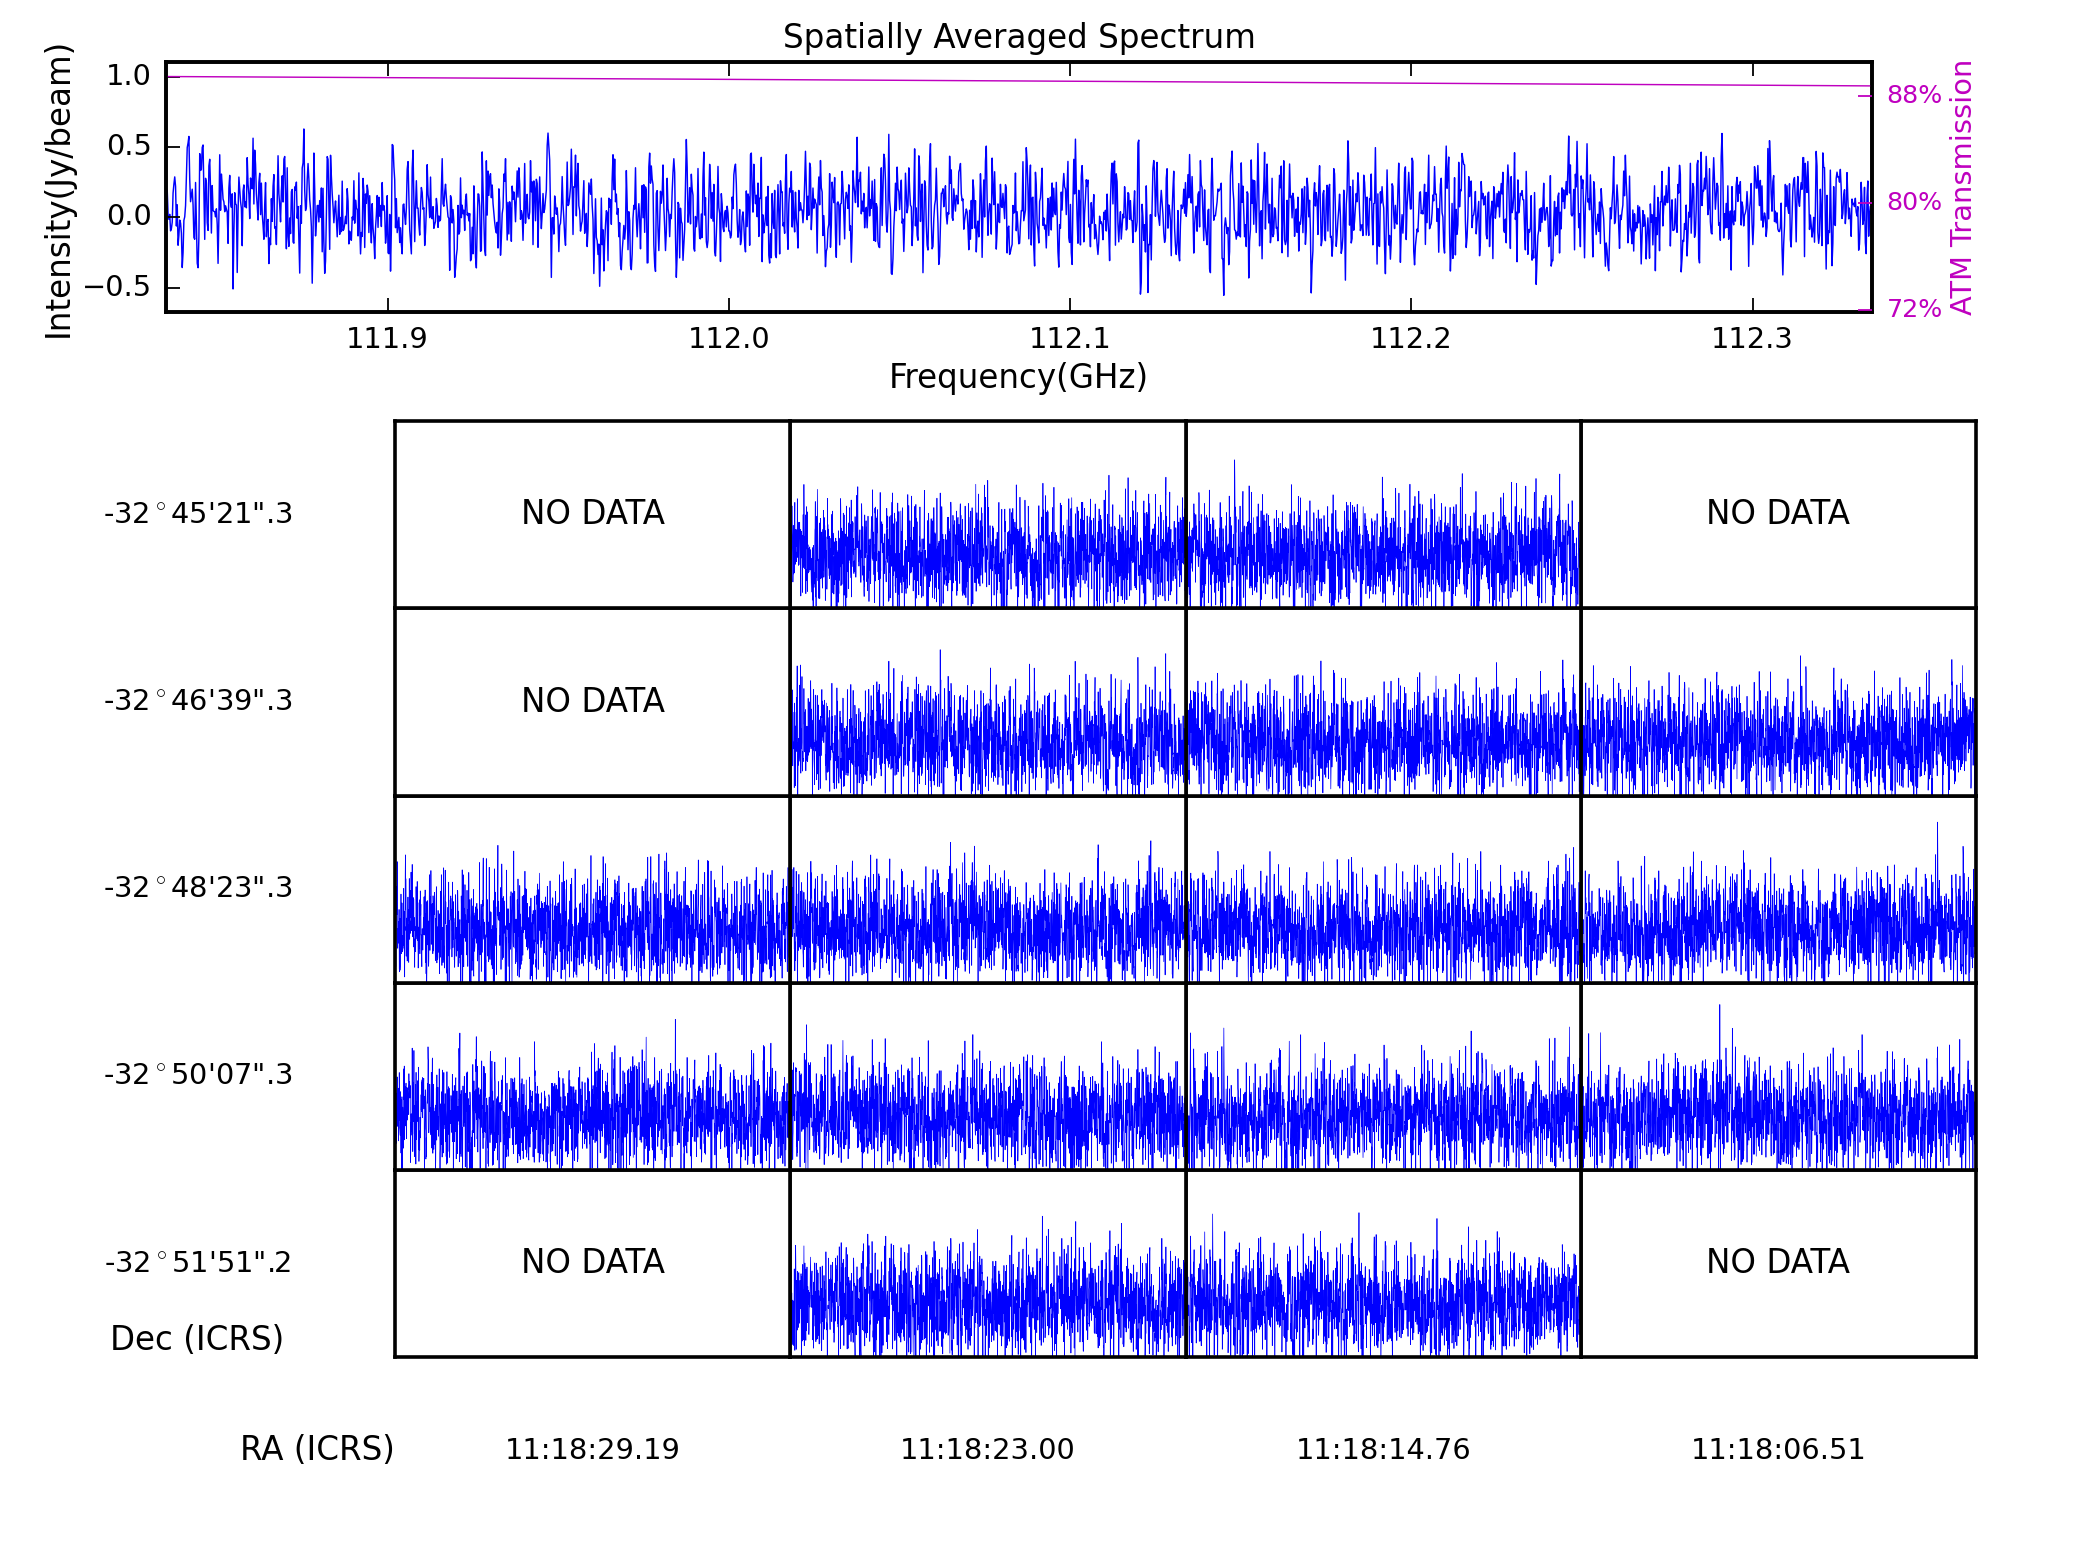 Spatially Averaged Spectrum
Intensity(Jy/beam)
1.0
0.5
0.0
−0.5
88%
80%
72%
ATM Transmission
111.9 112.0 112.1 112.2 112.3
Frequency(GHz)
-32°45'21".3 NO DATA NO DATA
-32°46'39".3 NO DATA
-32°48'23".3
-32°50'07".3
-32°51'51".2 NO DATA NO DATA
Dec (ICRS)
RA (ICRS) 11:18:29.19 11:18:23.00 11:18:14.76 11:18:06.51